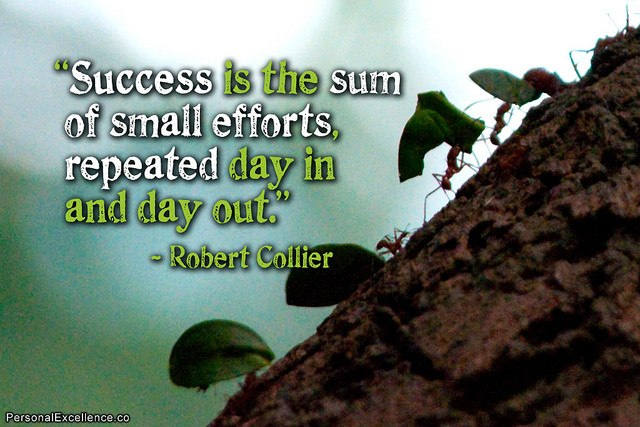 “Success is the sum
of small efforts,
repeated day in
and day out.”
~ Robert Collier
PersonalExcellence.co